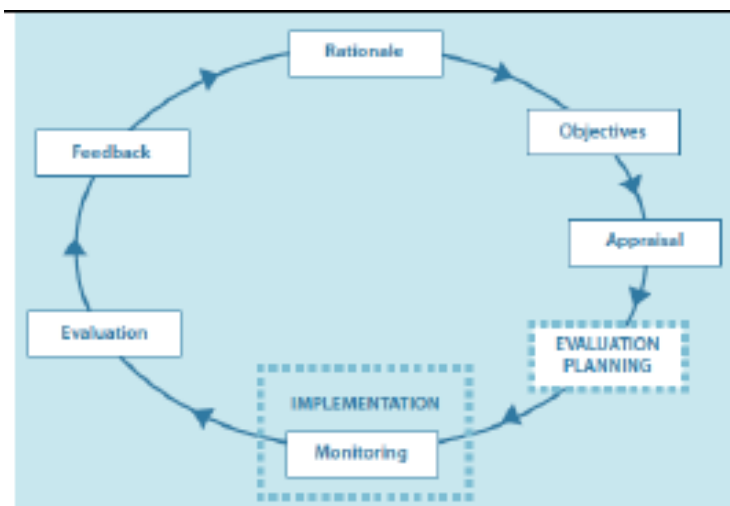 Rationale
Objectives
Appraisal
EVALUATION
PLANNING
IMPLEMENTATION
Monitoring
Evaluation
Feedback